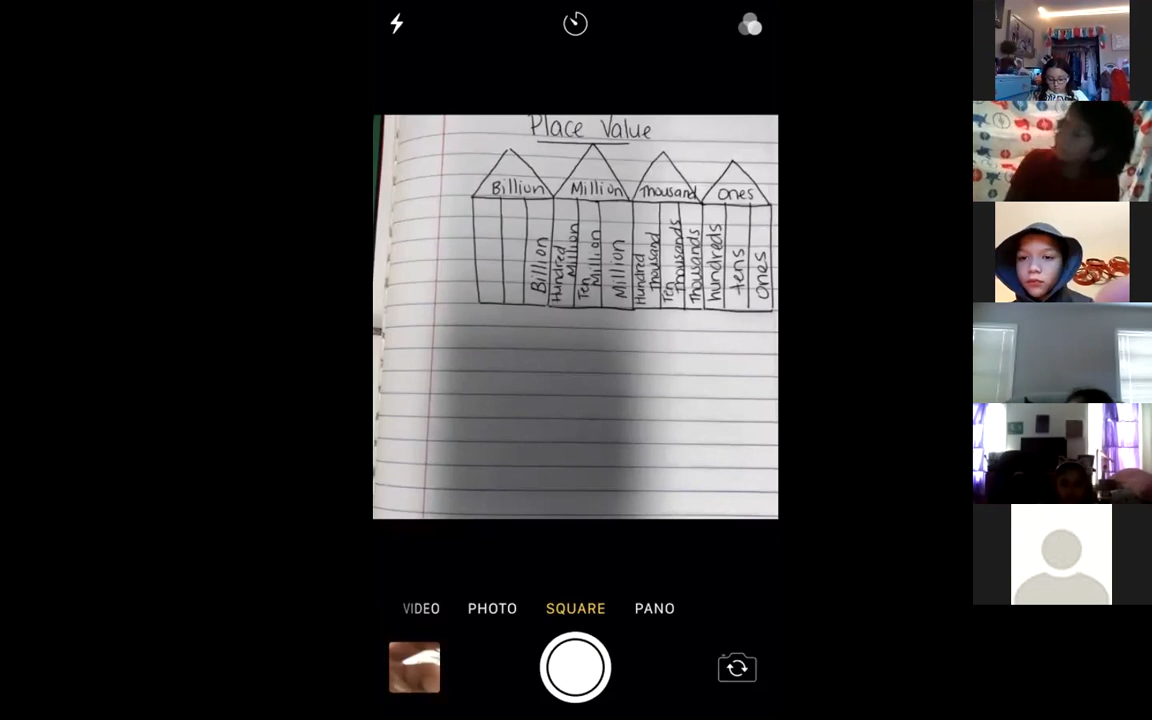 Place Value
Billion Million Thousand Ones
Billion
Hundred Million
Ten Million
Million
Hundred Thousand
Ten Thousands
Thousands
hundreds
tens
ones
VIDEO PHOTO SQUARE PANO